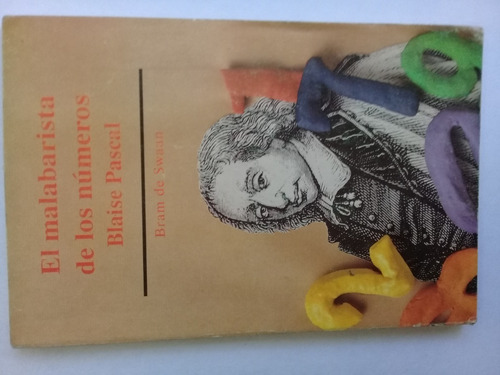 El malabarista
de los números
Blaise Pascal
Bram de Swaan